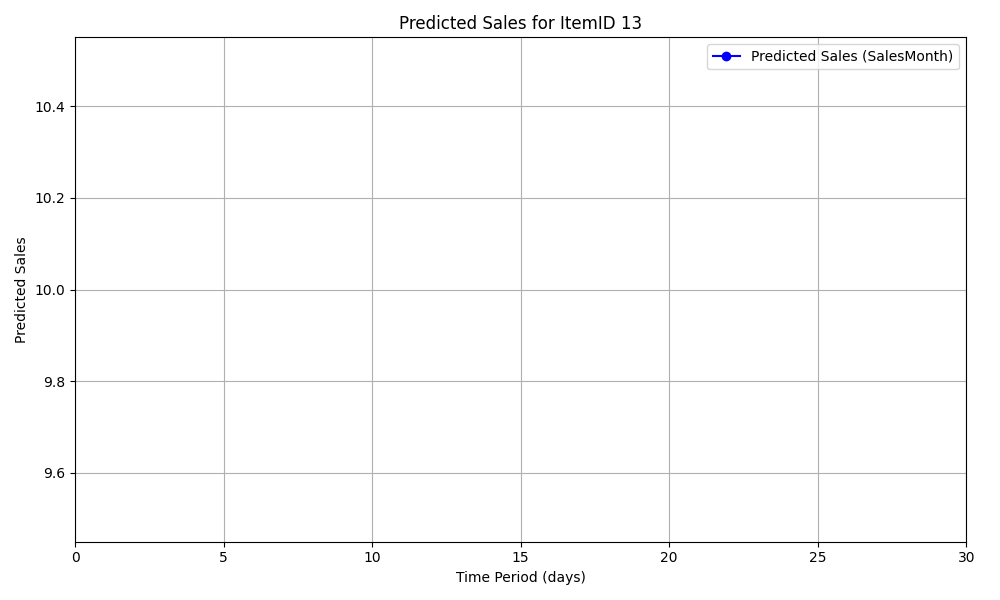 Predicted Sales for ItemID 13
Predicted Sales (SalesMonth)
10.4
10.2
10.0
9.8
9.6
Predicted Sales
0 5 10 15 20 25 30
Time Period (days)